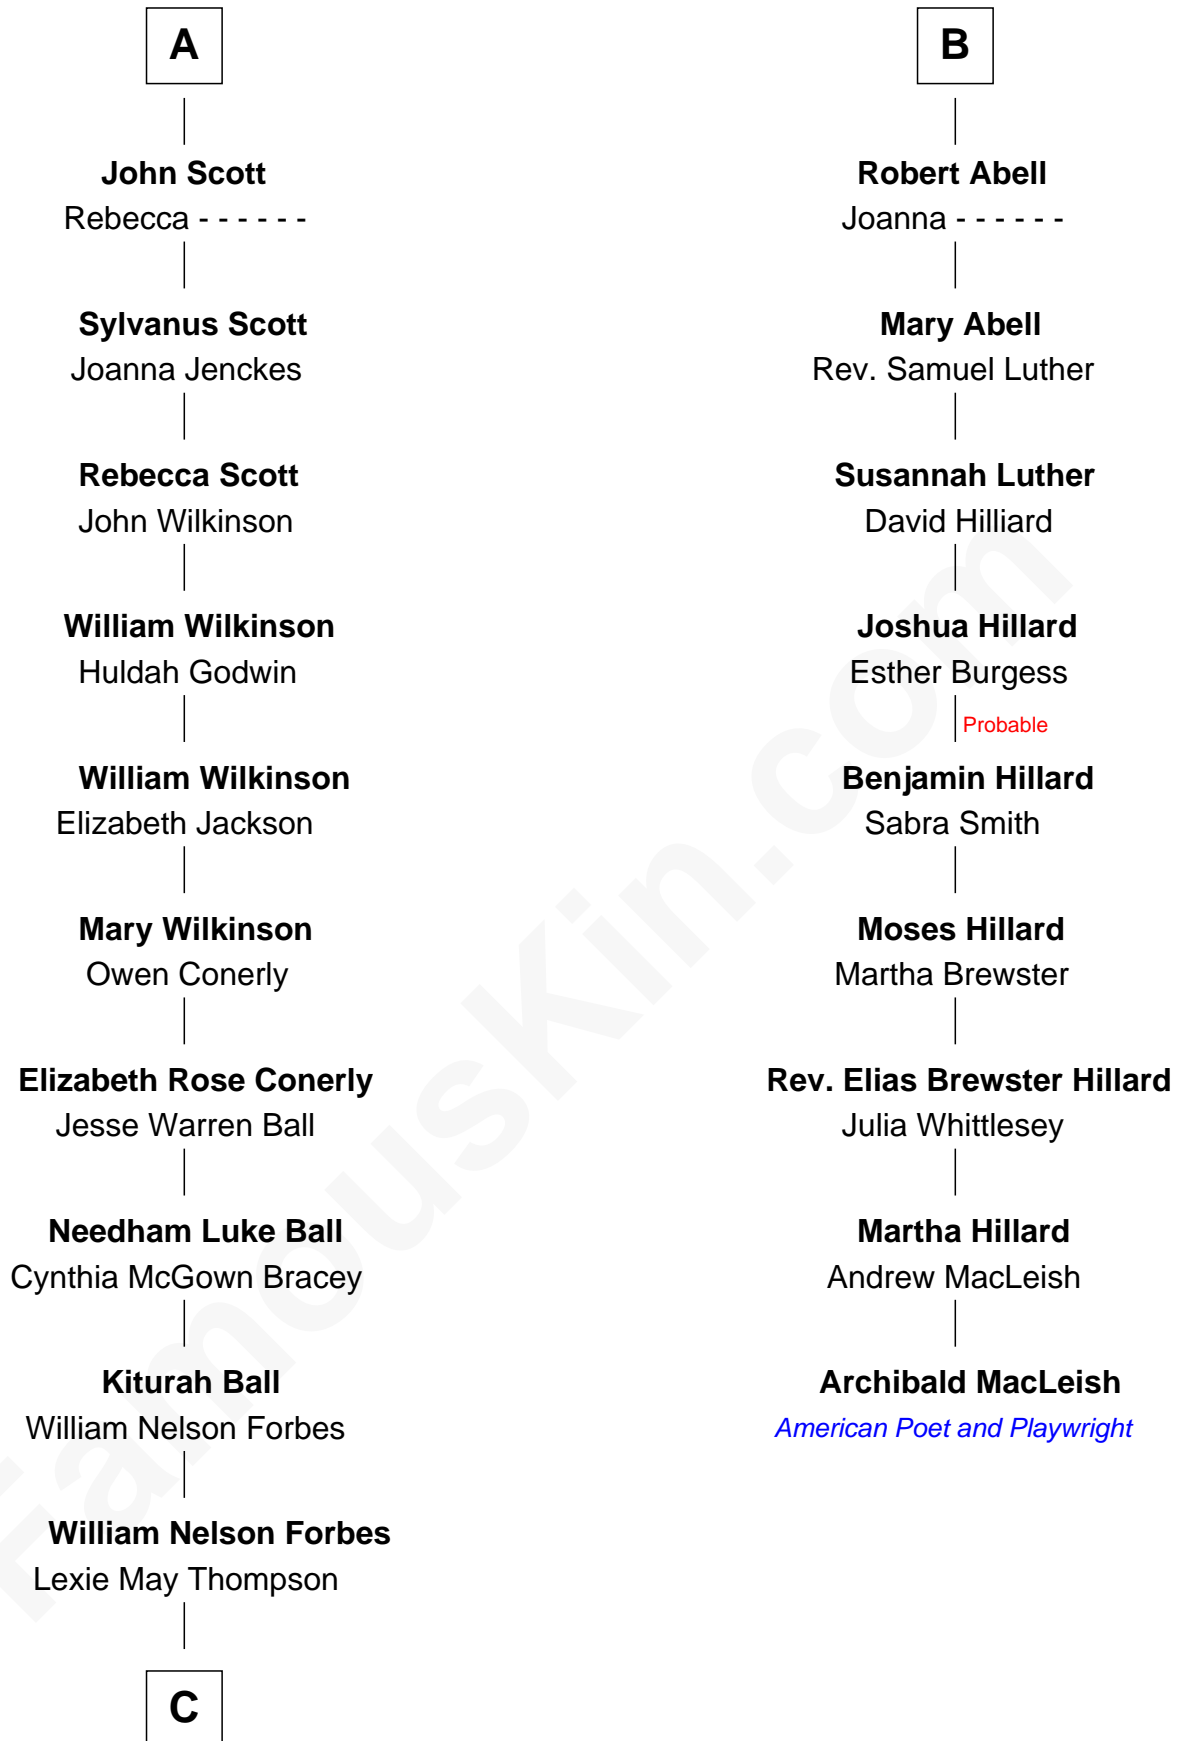 A
John Scott
Rebecca - - - - - -
Sylvanus Scott
Joanna Jenckes
Rebecca Scott
John Wilkinson
William Wilkinson
Huldah Godwin
William Wilkinson
Elizabeth Jackson
Mary Wilkinson
Owen Conerly
Elizabeth Rose Conerly
Jesse Warren Ball
Needham Luke Ball
Cynthia McGown Bracey
Kiturah Ball
William Nelson Forbes
William Nelson Forbes
Lexie May Thompson
C
B
Robert Abell
Joanna - - - - - -
Mary Abell
Rev. Samuel Luther
Susannah Luther
David Hilliard
Joshua Hillard
Esther Burgess
Probable
Benjamin Hillard
Sabra Smith
Moses Hillard
Martha Brewster
Rev. Elias Brewster Hillard
Julia Whittlesey
Martha Hillard
Andrew MacLeish
Archibald MacLeish
American Poet and Playwright
FamousKin.com